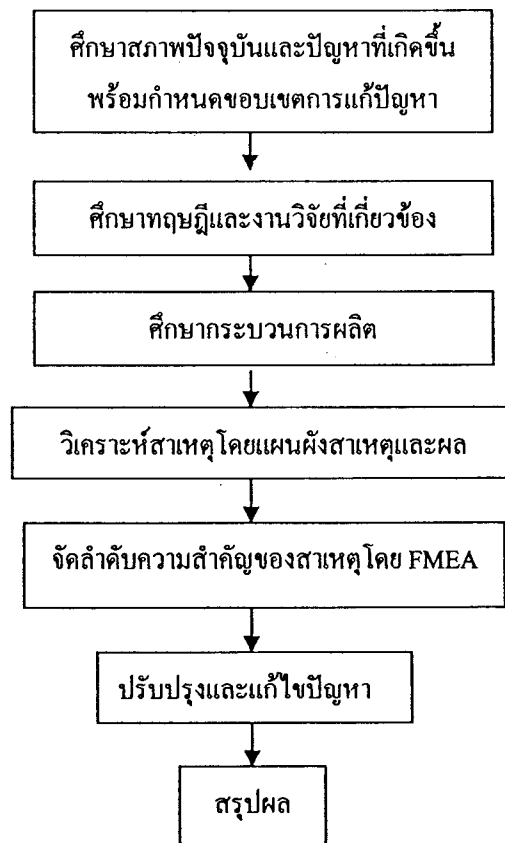 ศึกษาสภาพปัจจุบันและปัญหาที่เกิดขึ้น
พร้อมกำหนดขอบเขตการแก้ปัญหา
ศึกษาทฤษฎีและงานวิจัยที่เกี่ยวข้อง
ศึกษากระบวนการผลิต
วิเคราะห์สาเหตุโดยแผนผังสาเหตุและผล
จัดลำดับความสำคัญของสาเหตุโดย FMEA
ปรับปรุงและแก้ไขปัญหา
สรุปผล